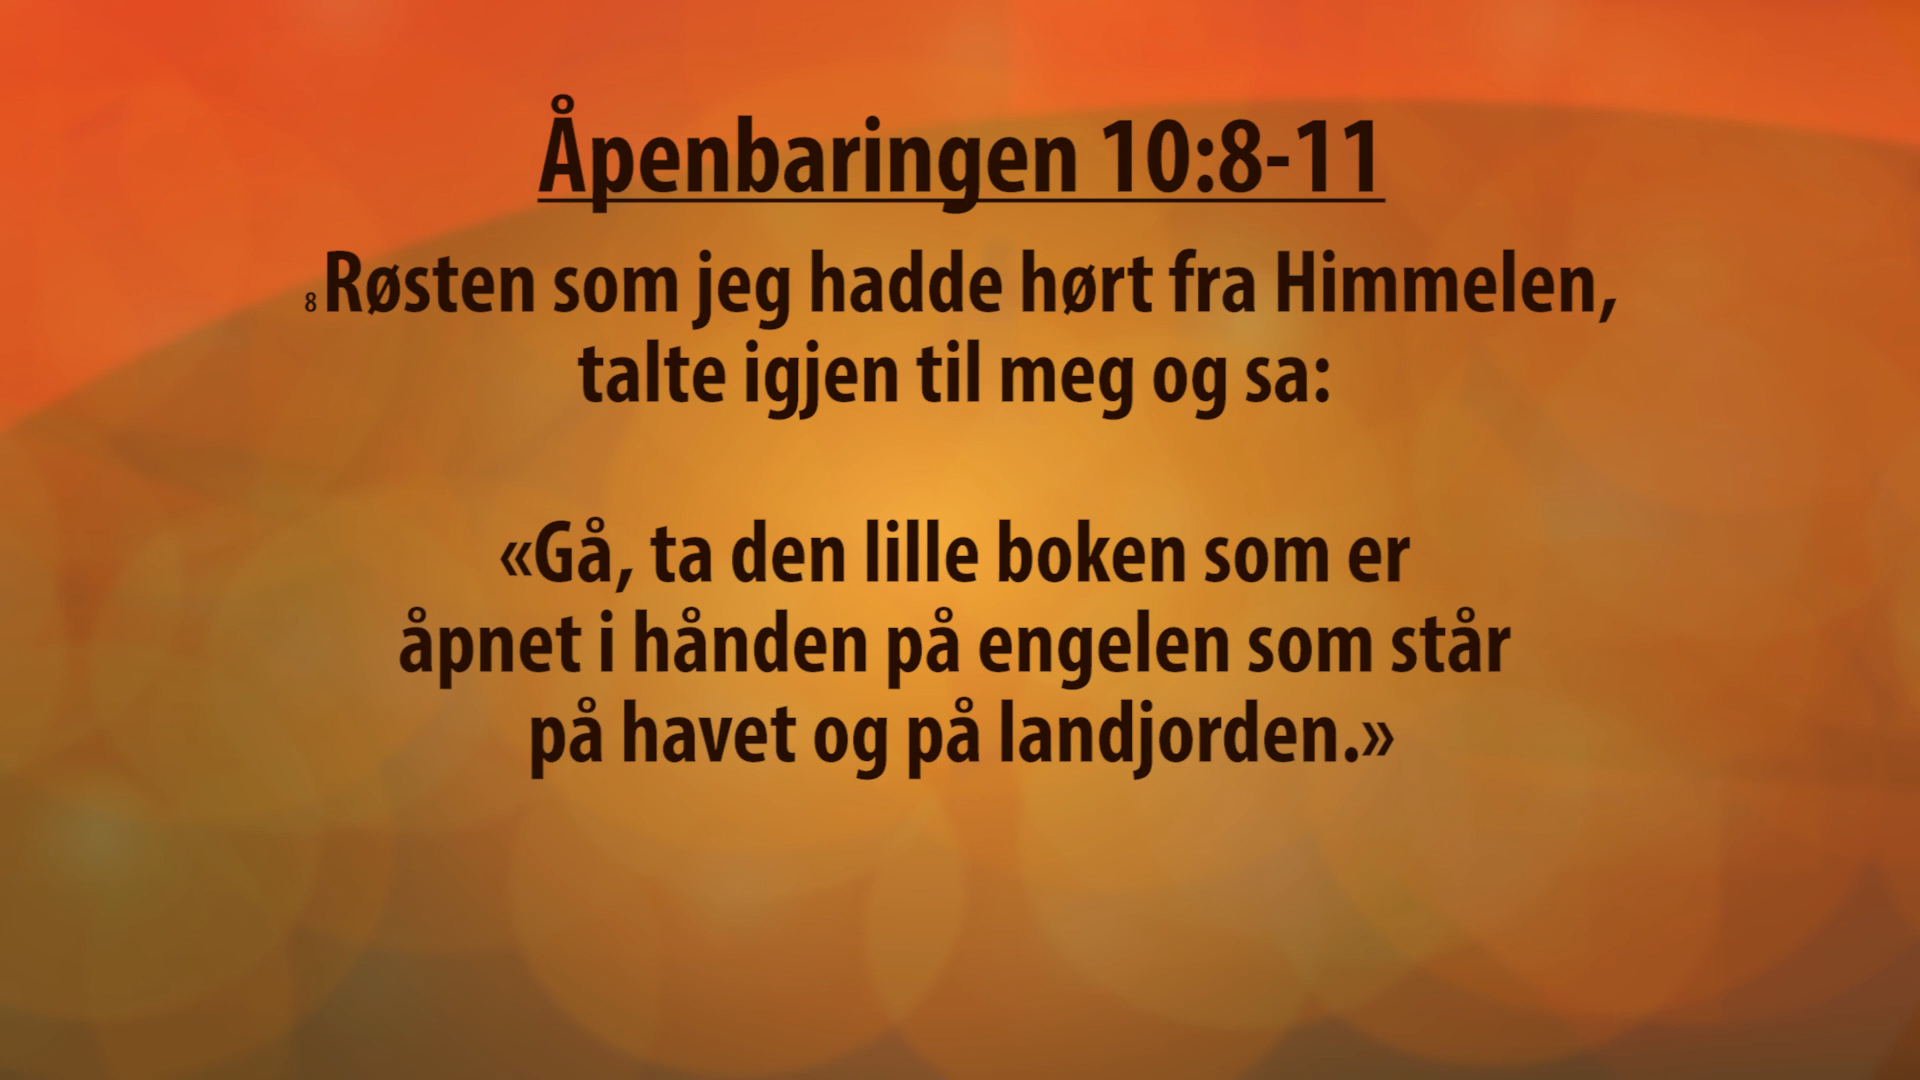 Åpenbaringen 10:8-11
8 Røsten som jeg hadde hørt fra Himmelen,
talte igjen til meg og sa:
«Gå, ta den lille boken som er
åpnet i hånden på engelen som står
på havet og på landjorden.»